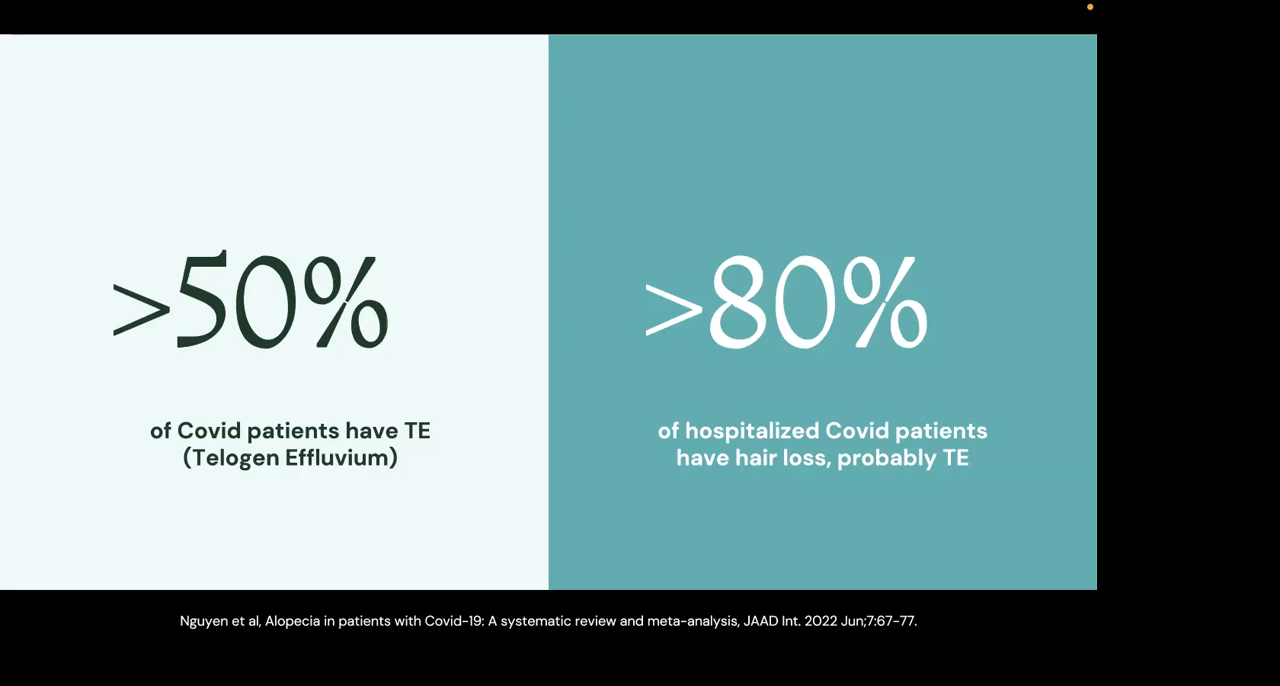 >50%
of Covid patients have TE
(Telogen Effluvium)
>80%
of hospitalized Covid patients
have hair loss, probably TE
Nguyen et al, Alopecia in patients with Covid-19: A systematic review and meta-analysis, JAAD Int. 2022 Jun;7:67-77.